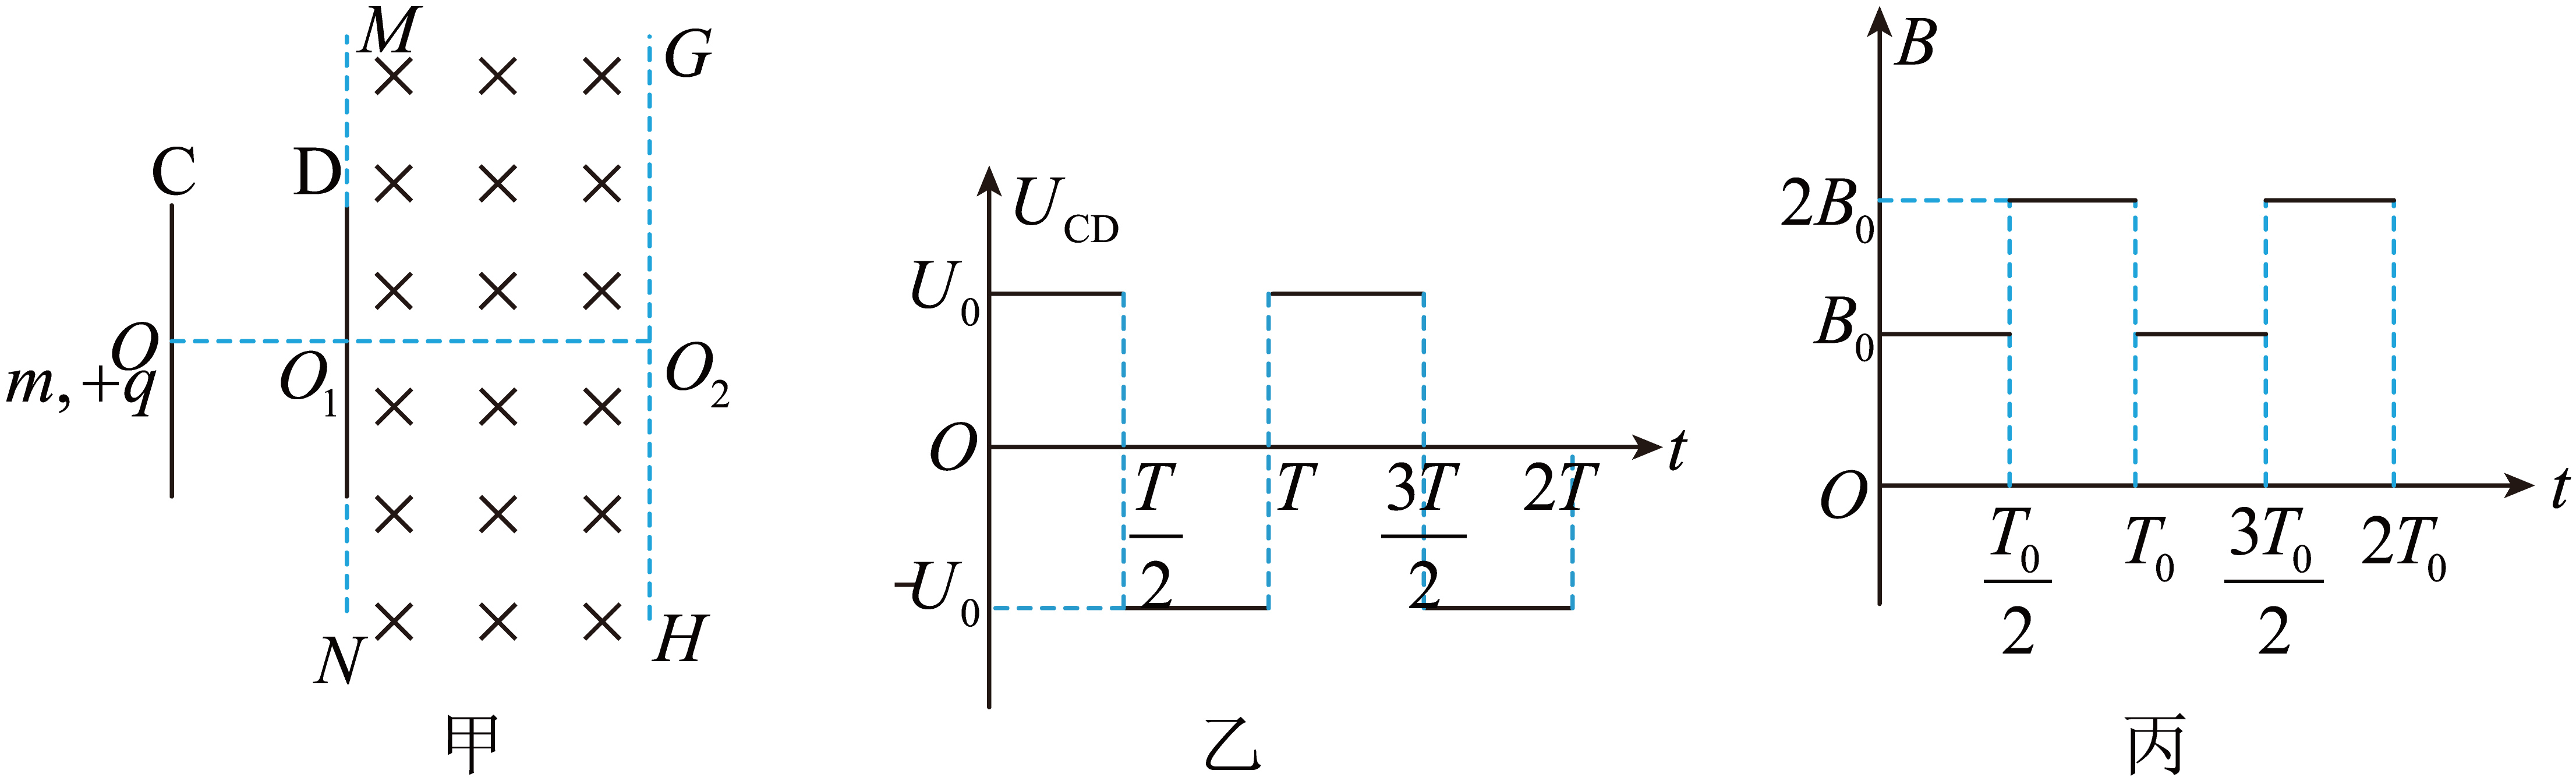 M
G
C
D
O
m,+q
O₁
O₂
N
H
甲
U_CD
U₀
O
T/2
T
3T/2
2T
t
-U₀
乙
B
2B₀
B₀
O
T₀/2
T₀
3T₀/2
2T₀
t
丙